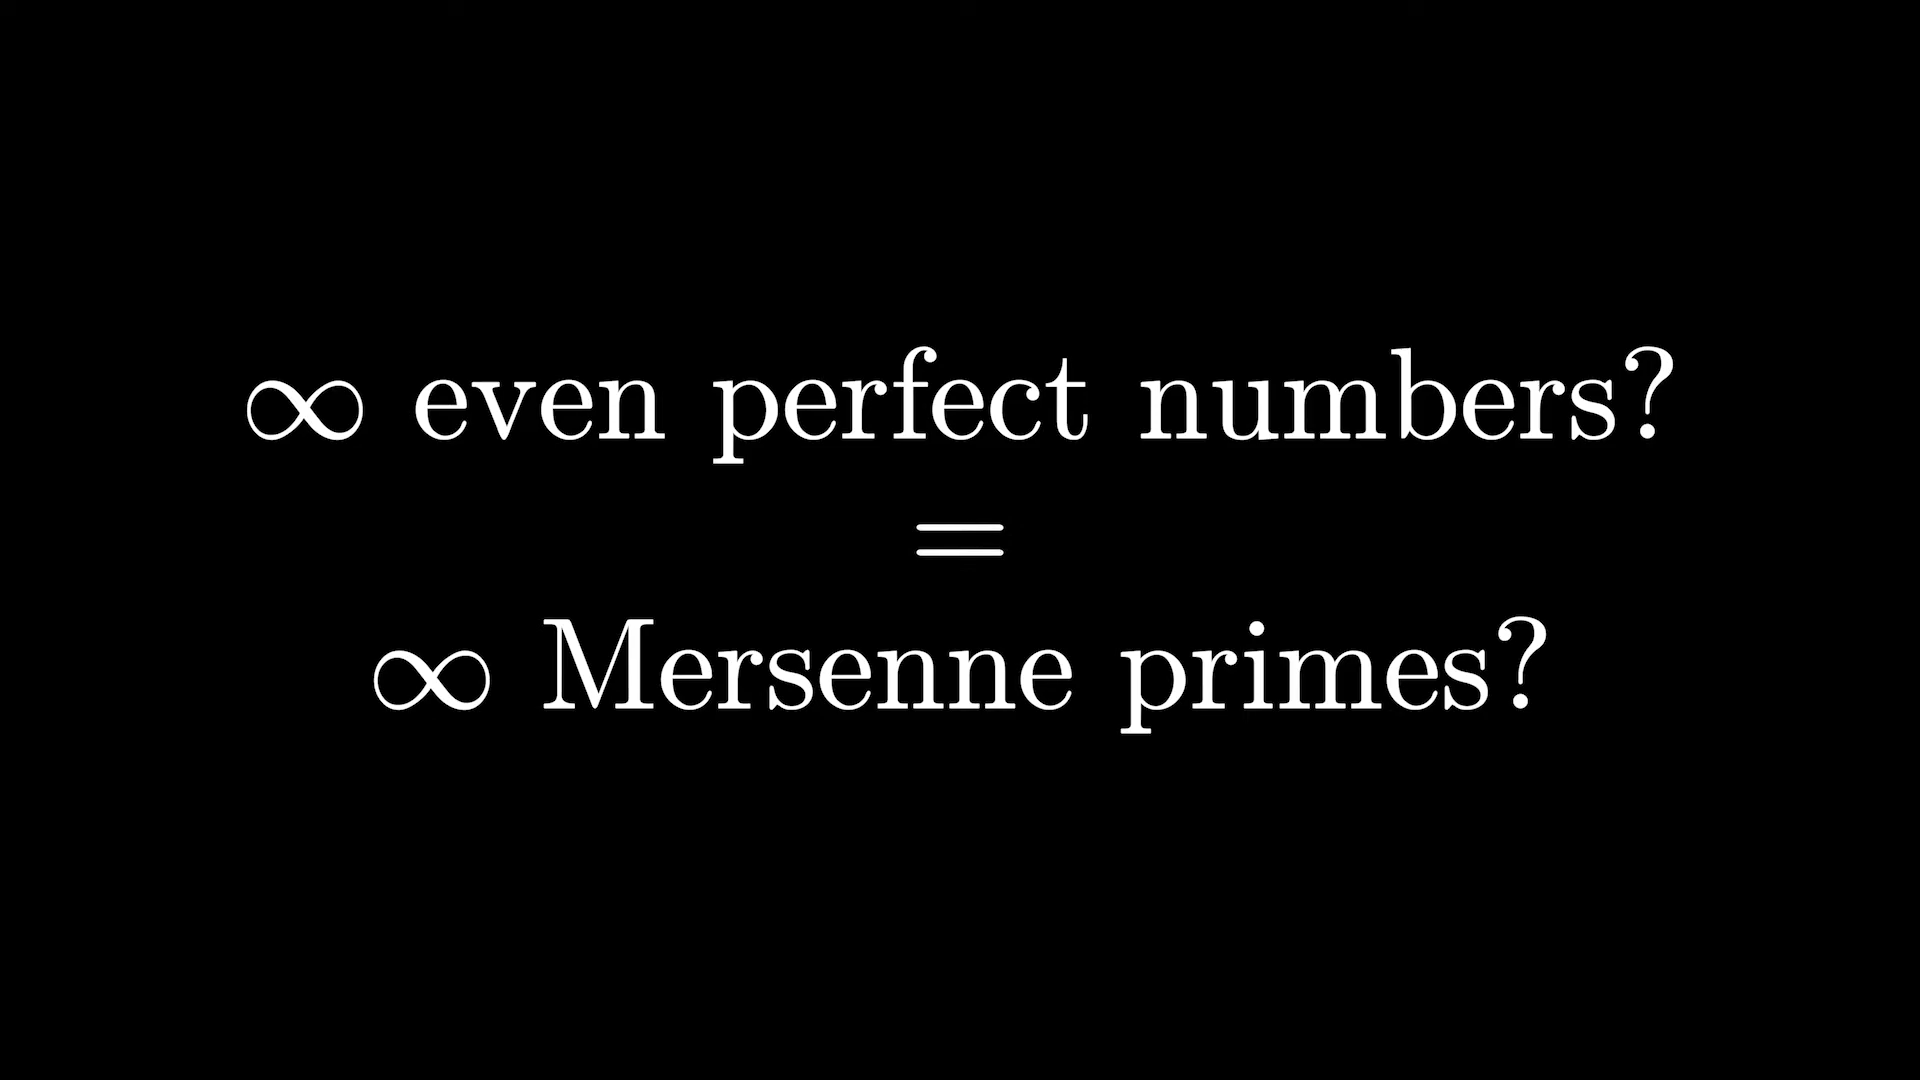 ∞ even perfect numbers?
=
∞ Mersenne primes?